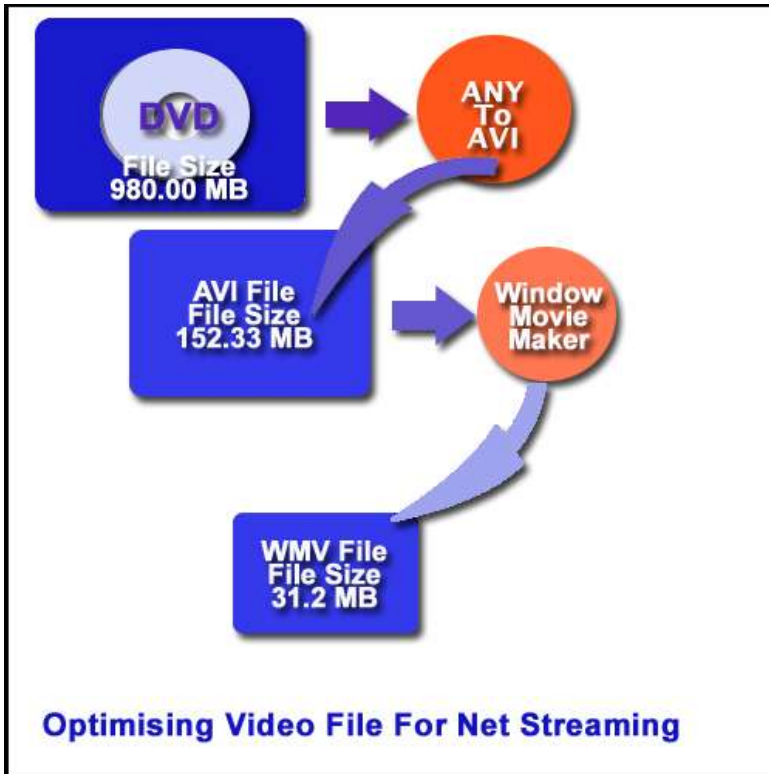 DVD
File Size
980.00 MB
ANY
To
AVI
AVI File
File Size
152.33 MB
Window
Movie
Maker
WMV File
File Size
31.2 MB
Optimising Video File For Net Streaming